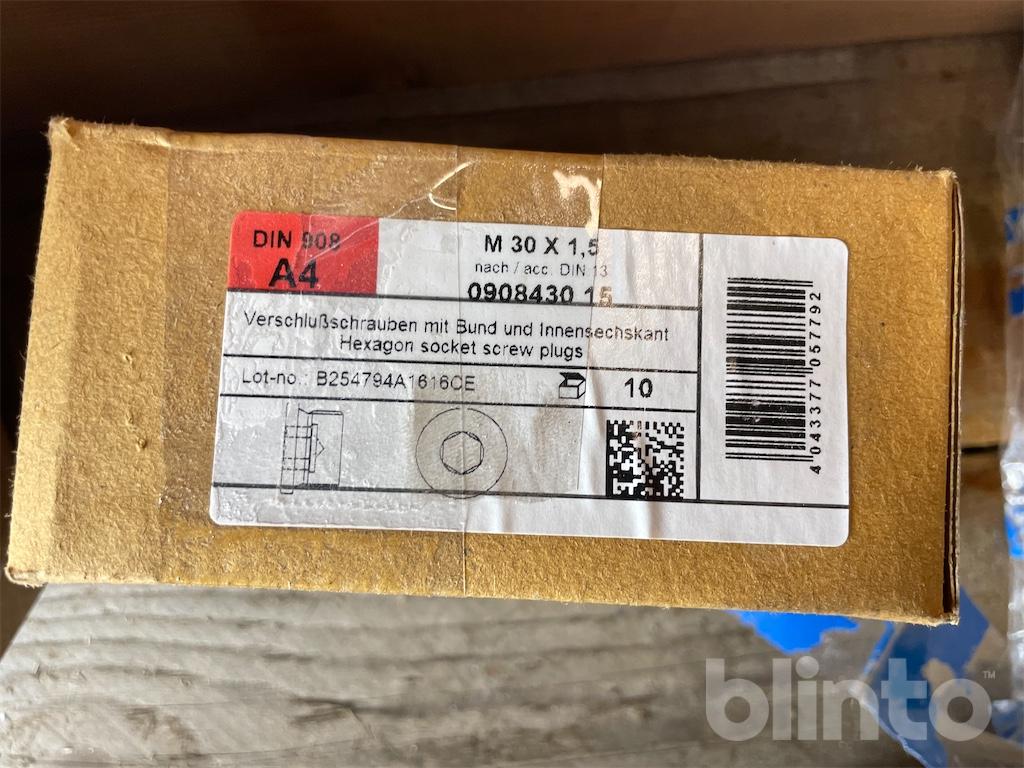 DIN 908
A4
M 30 X 1,5
nach / acc. DIN 13
0908430 15
Verschlußschrauben mit Bund und Innensechskant
Hexagon socket screw plugs
Lot-no.: B254794A1616CE
10
4 043377 057792
blinto™